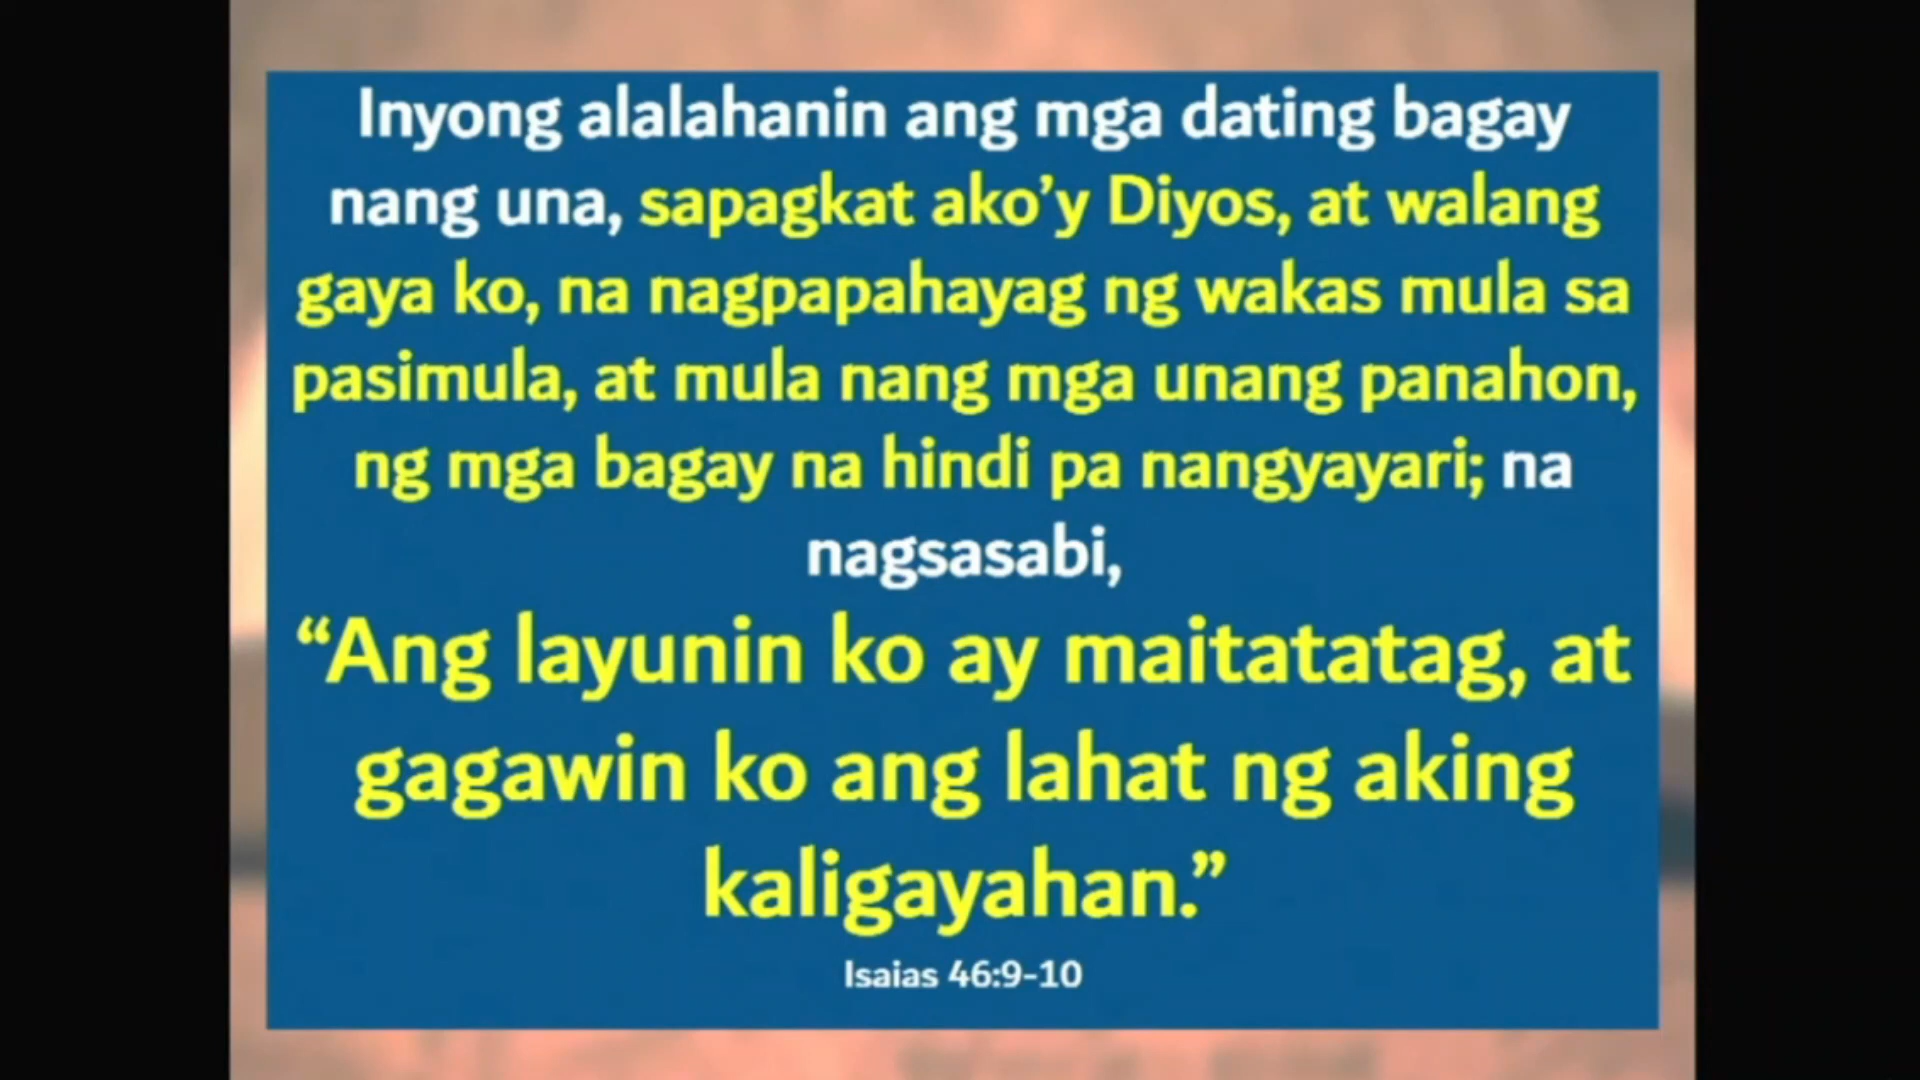 Inyong alalahanin ang mga dating bagay
nang una, sapagkat ako’y Diyos, at walang
gaya ko, na nagpapahayag ng wakas mula sa
pasimula, at mula nang mga unang panahon,
ng mga bagay na hindi pa nangyayari; na
nagsasabi,
“Ang layunin ko ay maitatatag, at
gagawin ko ang lahat ng aking
kaligayahan.”
Isaias 46:9-10